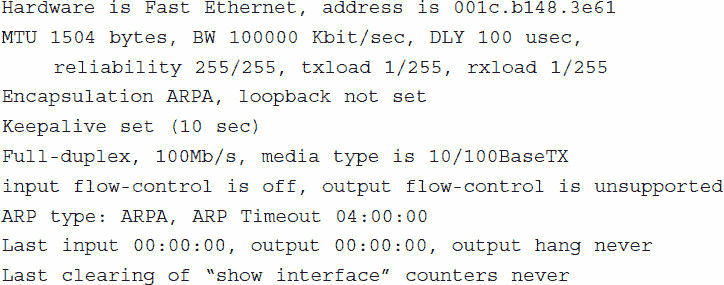 Hardware is Fast Ethernet, address is 001c.b148.3e61
MTU 1504 bytes, BW 100000 Kbit/sec, DLY 100 usec,
reliability 255/255, txload 1/255, rxload 1/255
Encapsulation ARPA, loopback not set
Keepalive set (10 sec)
Full-duplex, 100Mb/s, media type is 10/100BaseTX
input flow-control is off, output flow-control is unsupported
ARP type: ARPA, ARP Timeout 04:00:00
Last input 00:00:00, output 00:00:00, output hang never
Last clearing of “show interface” counters never